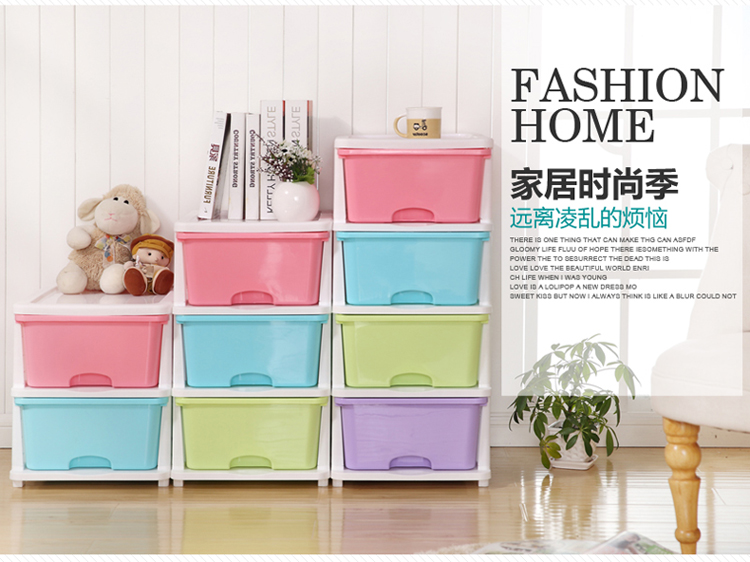 FASHION
HOME
家居时尚季
远离凌乱的烦恼
THERE IS ONE THING THAT CAN MAKE THG CAN ASFDF
GLOOMY LIFE FLUU OF HOPE THERE IESOMETHING WITH THE
POWER THE TO SESURRECT THE DEAD THIS IS
LOVE LOVE THE BEAUTIFUL WORLD ENRI
CH LIFE WHEN I WAS YOUNG
LOVE IS A LOLIPOP A NEW DRESS MO
SWEET KISS BUT NOW I ALWAYS THINK IS LIKE A BLUR COULD NOT
FURNITURE